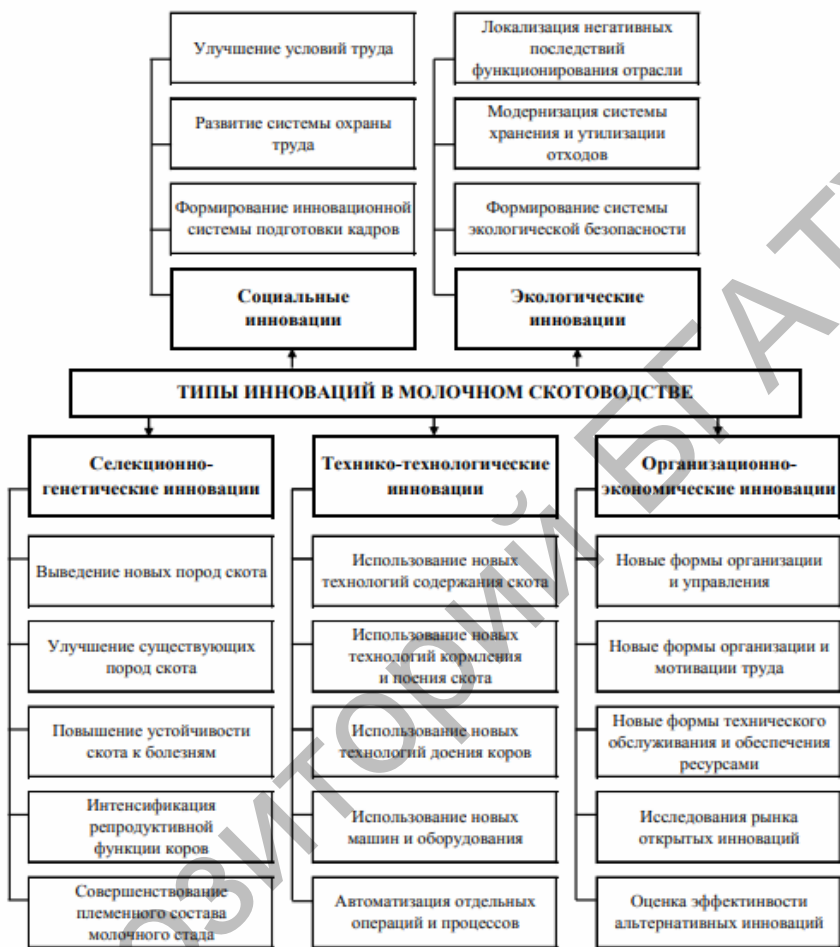 Улучшение условий труда
Развитие системы охраны
труда
Формирование инновационной
системы подготовки кадров
Социальные
инновации
Локализация негативных
последствий
функционирования отрасли
Модернизация системы
хранения и утилизации
отходов
Формирование системы
экологической безопасности
Экологические
инновации
ТИПЫ ИННОВАЦИЙ В МОЛОЧНОМ СКОТОВОДСТВЕ
Селекционно-
генетические инновации
Выведение новых пород скота
Улучшение существующих
пород скота
Повышение устойчивости
скота к болезням
Интенсификация
репродуктивной
функции коров
Совершенствование
племенного состава
молочного стада
Технико-технологические
инновации
Использование новых
технологий содержания скота
Использование новых
технологий кормления
и поения скота
Использование новых
технологий доения коров
Использование новых
машин и оборудования
Автоматизация отдельных
операций и процессов
Организационно-
экономические инновации
Новые формы организации
и управления
Новые формы организации и
мотивации труда
Новые формы технического
обслуживания и обеспечения
ресурсами
Исследования рынка
открытых инноваций
Оценка эффектинвости
альтернативных инноваций
озиторий БГАТУ